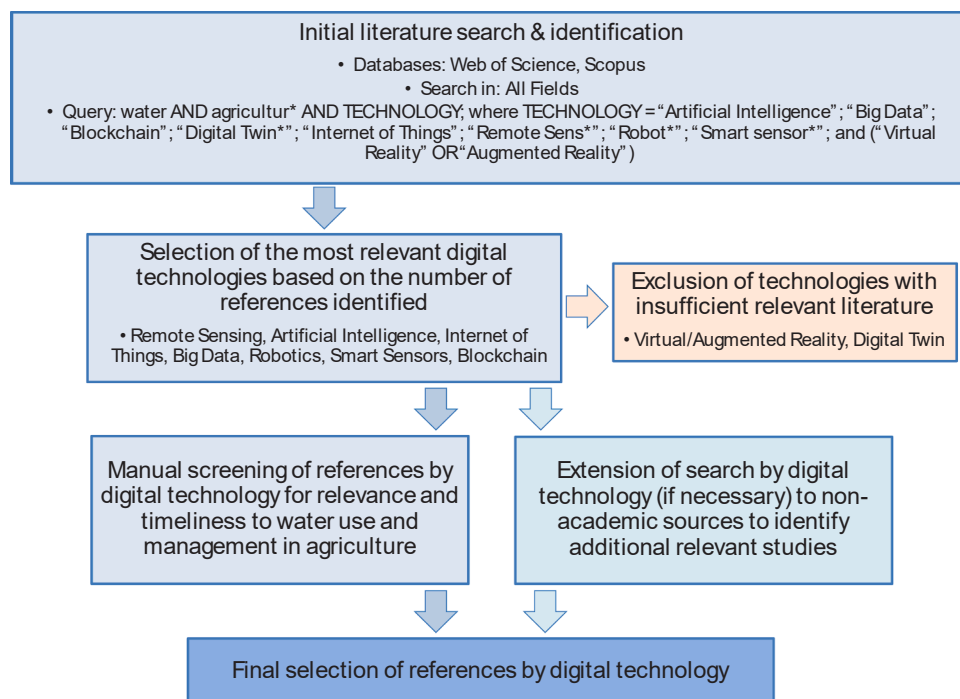 Initial literature search & identification
• Databases: Web of Science, Scopus
• Search in: All Fields
• Query: water AND agricultur* AND TECHNOLOGY; where TECHNOLOGY = "Artificial Intelligence"; "Big Data";
"Blockchain"; "Digital Twin*"; "Internet of Things"; "Remote Sens*"; "Robot*"; "Smart sensor*"; and ("Virtual
Reality" OR "Augmented Reality")
Selection of the most relevant digital
technologies based on the number of
references identified
• Remote Sensing, Artificial Intelligence, Internet of
Things, Big Data, Robotics, Smart Sensors, Blockchain
Exclusion of technologies with
insufficient relevant literature
• Virtual/Augmented Reality, Digital Twin
Manual screening of references by
digital technology for relevance and
timeliness to water use and
management in agriculture
Extension of search by digital
technology (if necessary) to non-
academic sources to identify
additional relevant studies
Final selection of references by digital technology